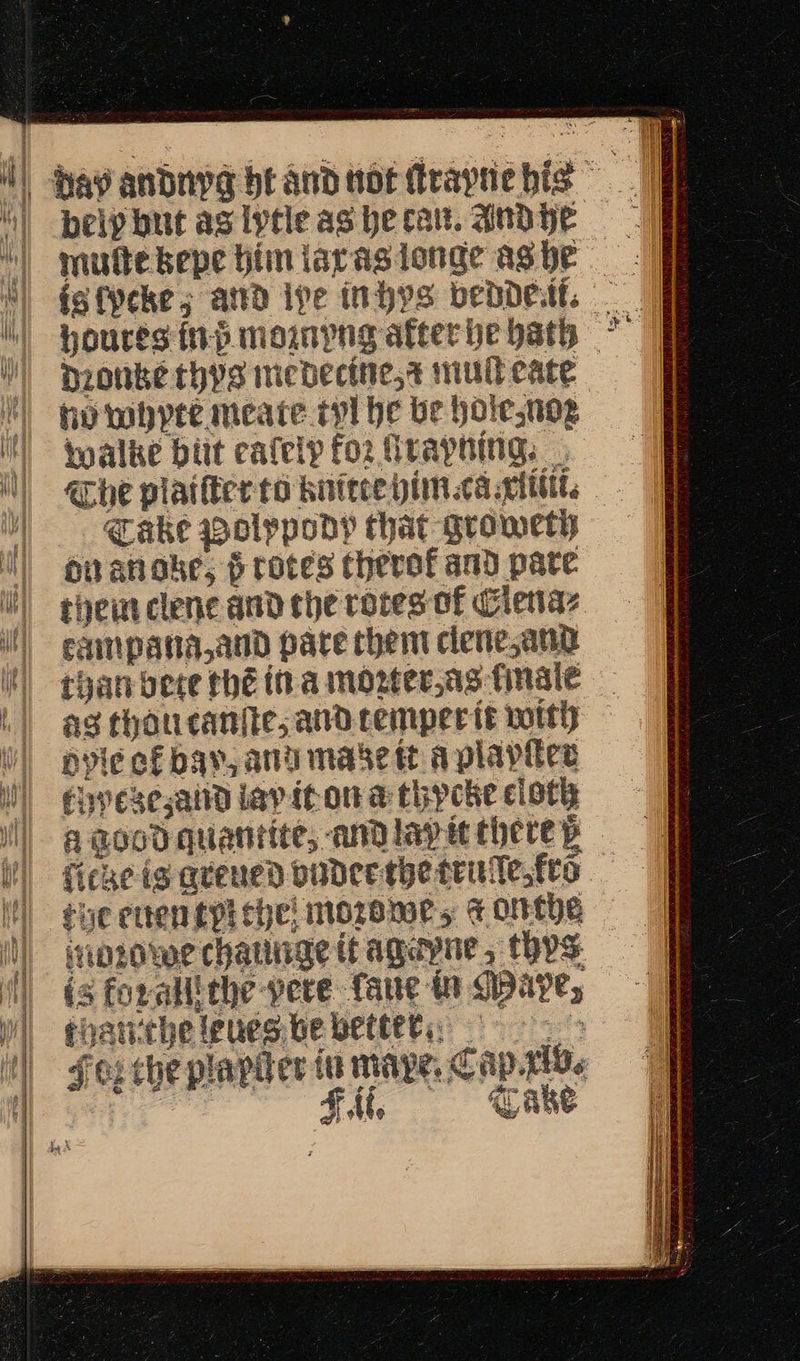 day andnyg ht and not strayne his
bely but as lytle as he can. And he
muste kepe him lax as longe as he
is sycke, and lye in hys bedde .ii.
houres in þͤ mornyng after he hath
dronke thys medecine, ⁊ must eate
no whyte meate tyl he be hole, nor
walke but easely for straynyng.
The plaister to knitte him .ca. xliiii.
Take Polypody that groweth
on an oke, þͤ rotes therof and pare
them clene and the rotes of Elena-
campana, and pare them clene, and
than bete thē in a morter, as smale
as thou canste, and temper it with
oyle of bay, and make it a playster
thycke, and lay it on a thycke cloth
a good quantite, and lay it there þͤ
sicke is greued vnder the trusse, frō
the euen tyl the morowe, ⁊ on the
morowe chaunge it agayne, thys
is for all the yere saue in Maye,
than the leues be better.
For the playster in maye. Cap. xlv.
F.ii. Take